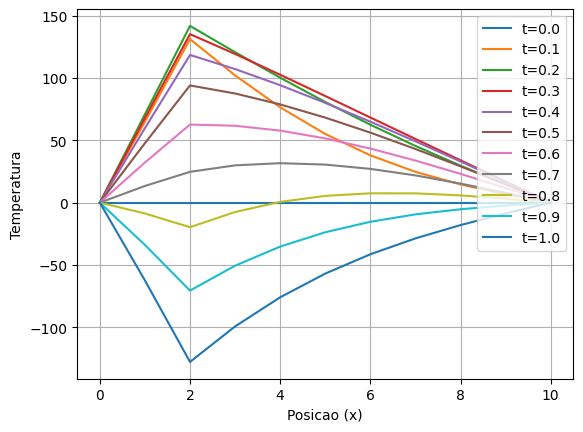 150
100
50
0
−50
−100
0
2
4
6
8
10
Temperatura
Posicao (x)
t=0.0
t=0.1
t=0.2
t=0.3
t=0.4
t=0.5
t=0.6
t=0.7
t=0.8
t=0.9
t=1.0